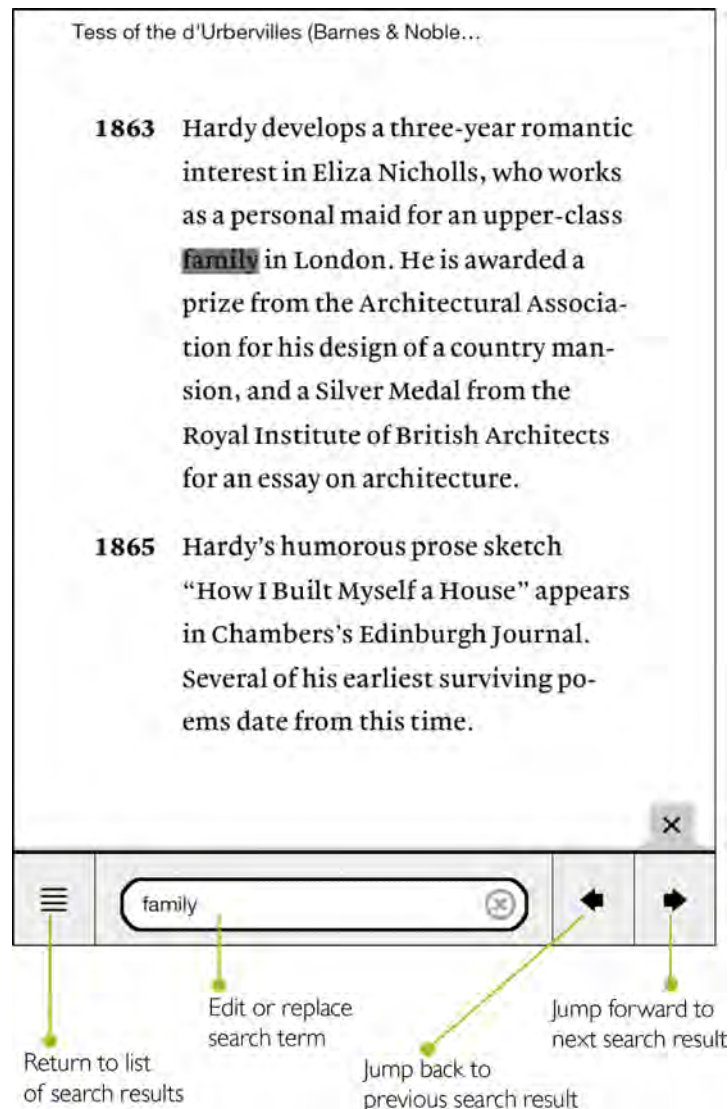 Tess of the d'Urbervilles (Barnes & Noble…
1863 Hardy develops a three-year romantic
interest in Eliza Nicholls, who works
as a personal maid for an upper-class
family in London. He is awarded a
prize from the Architectural Associa-
tion for his design of a country man-
sion, and a Silver Medal from the
Royal Institute of British Architects
for an essay on architecture.
1865 Hardy's humorous prose sketch
“How I Built Myself a House” appears
in Chambers's Edinburgh Journal.
Several of his earliest surviving po-
ems date from this time.
family
Edit or replace
search term
Jump forward to
next search result
Return to list
of search results
Jump back to
previous search result